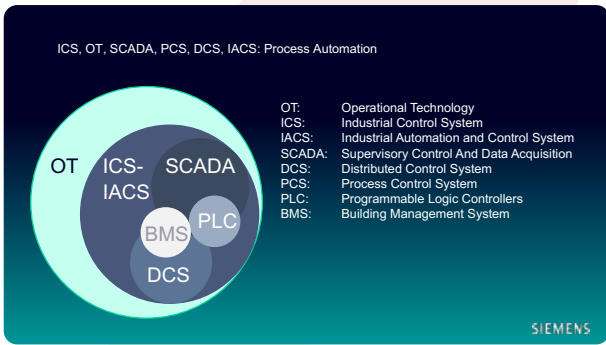 ICS, OT, SCADA, PCS, DCS, IACS: Process Automation
OT ICS-IACS SCADA
PLC
BMS
DCS
OT: Operational Technology
ICS: Industrial Control System
IACS: Industrial Automation and Control System
SCADA: Supervisory Control And Data Acquisition
DCS: Distributed Control System
PCS: Process Control System
PLC: Programmable Logic Controllers
BMS: Building Management System
SIEMENS